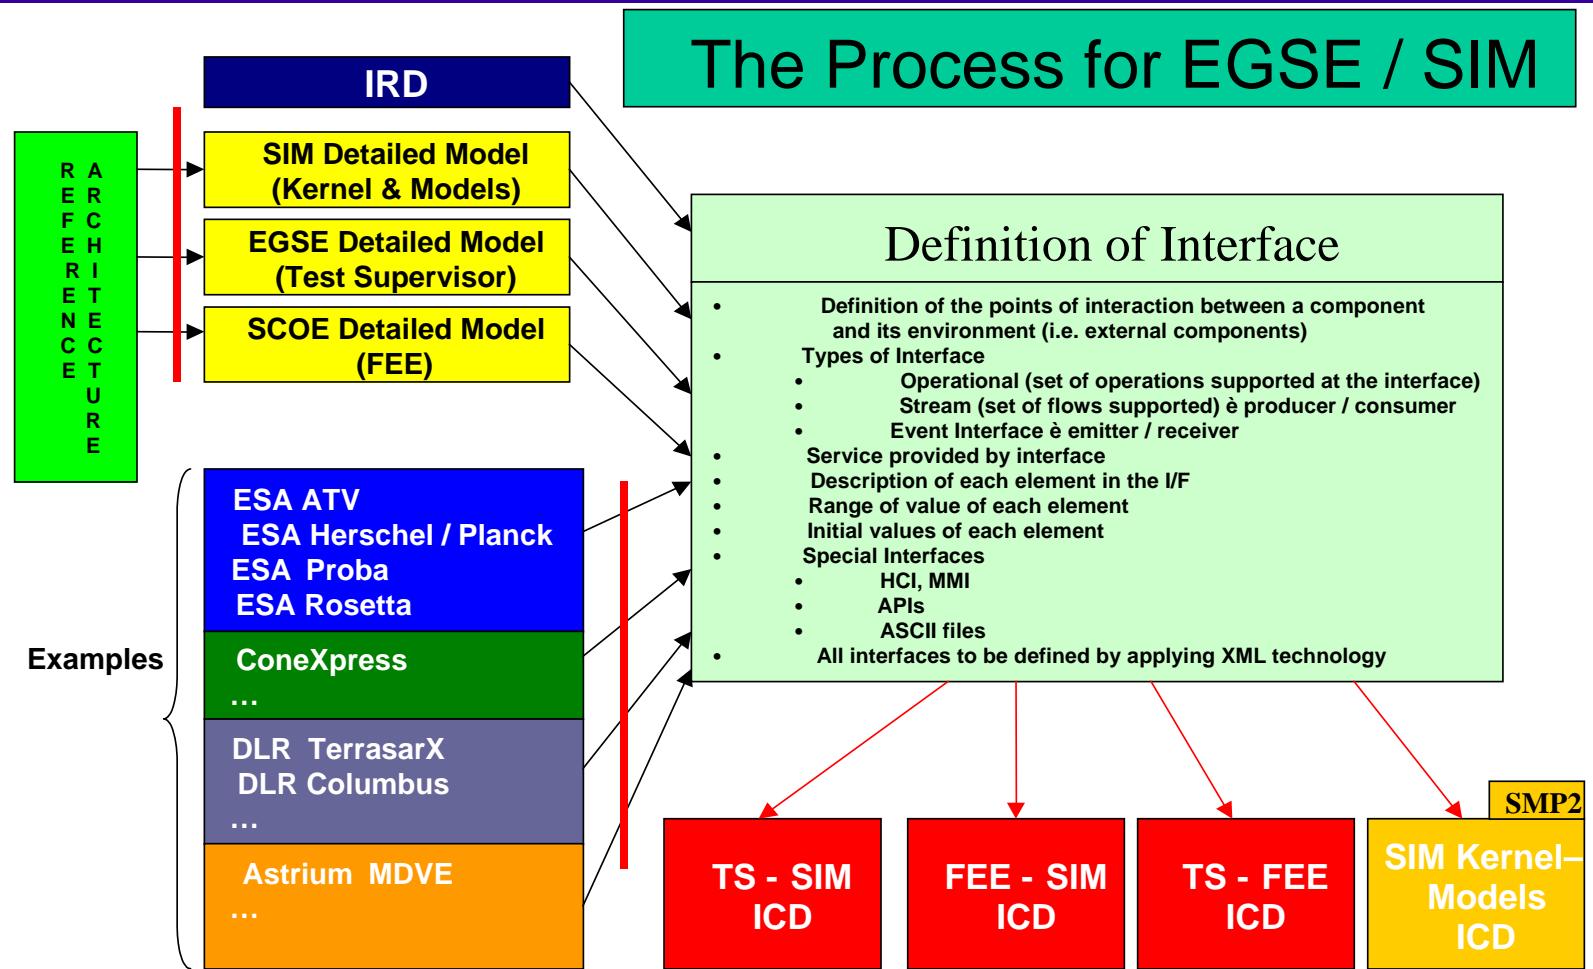 The Process for EGSE / SIM
IRD
REFERENCE
ARCHITECTURE
SIM Detailed Model
(Kernel & Models)
EGSE Detailed Model
(Test Supervisor)
SCOE Detailed Model
(FEE)
Examples
ESA ATV
ESA Herschel / Planck
ESA Proba
ESA Rosetta
ConeXpress
…
DLR TerrasarX
DLR Columbus
…
Astrium MDVE
…
Definition of Interface
• Definition of the points of interaction between a component
and its environment (i.e. external components)
• Types of Interface
• Operational (set of operations supported at the interface)
• Stream (set of flows supported) è producer / consumer
• Event Interface è emitter / receiver
• Service provided by interface
• Description of each element in the I/F
• Range of value of each element
• Initial values of each element
• Special Interfaces
• HCI, MMI
• APIs
• ASCII files
• All interfaces to be defined by applying XML technology
TS - SIM
ICD
FEE - SIM
ICD
TS - FEE
ICD
SMP2
SIM Kernel–
Models
ICD